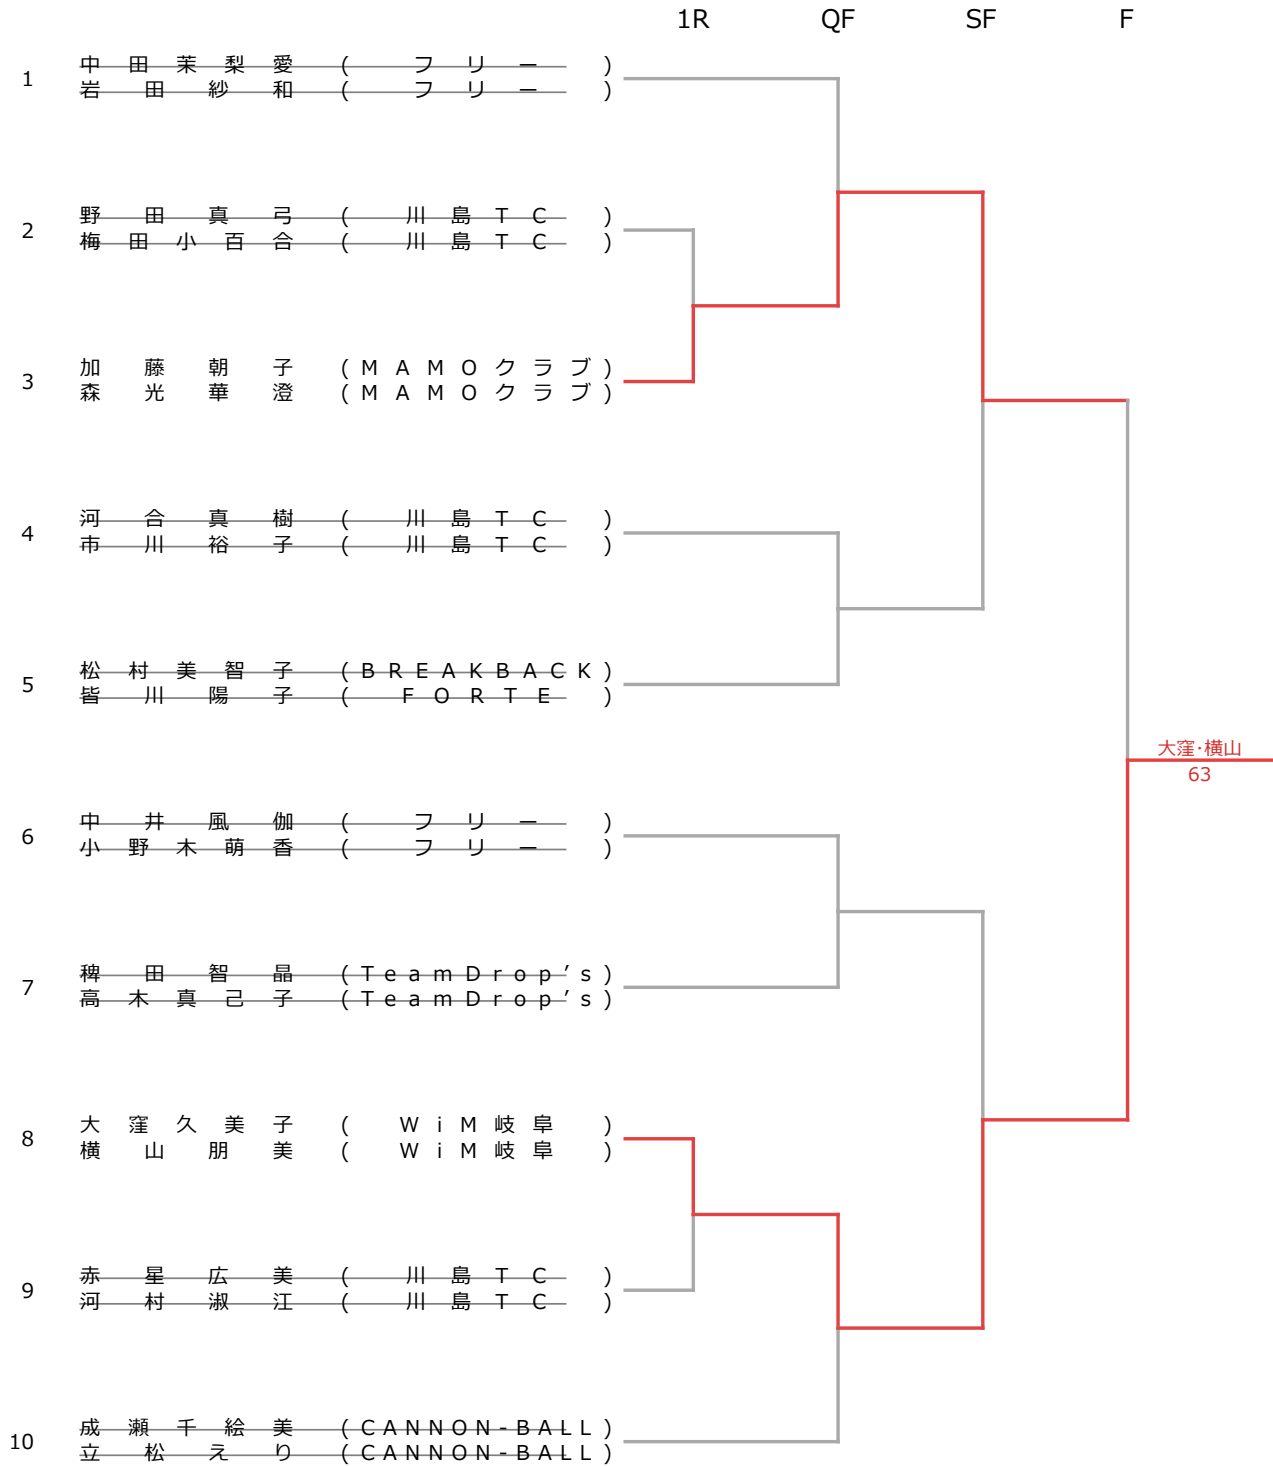 1R QF SF F
1 中田茉梨愛 (フリー)
岩田紗和 (フリー)
2 野田真弓 (川島TC)
梅田小百合 (川島TC)
3 加藤朝子 (MAMOクラブ)
森光華澄 (MAMOクラブ)
4 河合真樹 (川島TC)
市川裕子 (川島TC)
5 松村美智子 (BREAKBACK)
皆川陽子 (FORTE)
大窪・横山
63
6 中井風伽 (フリー)
小野木萌香 (フリー)
7 稗田智晶 (TeamDrop's)
高木真己子 (TeamDrop's)
8 大窪久美子 (WiM岐阜)
横山朋美 (WiM岐阜)
9 赤星広美 (川島TC)
河村淑江 (川島TC)
10 成瀬千絵美 (CANNON-BALL)
立松えり (CANNON-BALL)